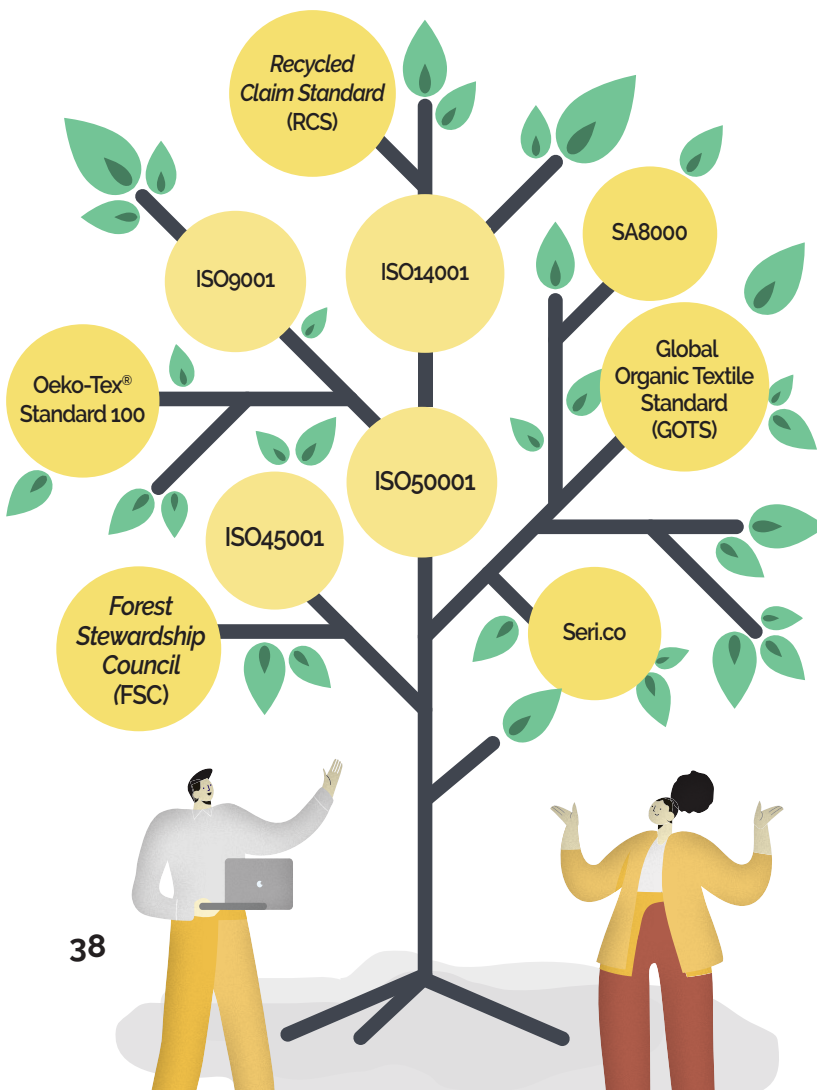 Recycled
Claim Standard
(RCS)
SA8000
ISO9001
ISO14001
Global
Organic Textile
Standard
(GOTS)
Oeko-Tex®
Standard 100
ISO50001
ISO45001
Forest
Stewardship
Council
(FSC)
Seri.co
38